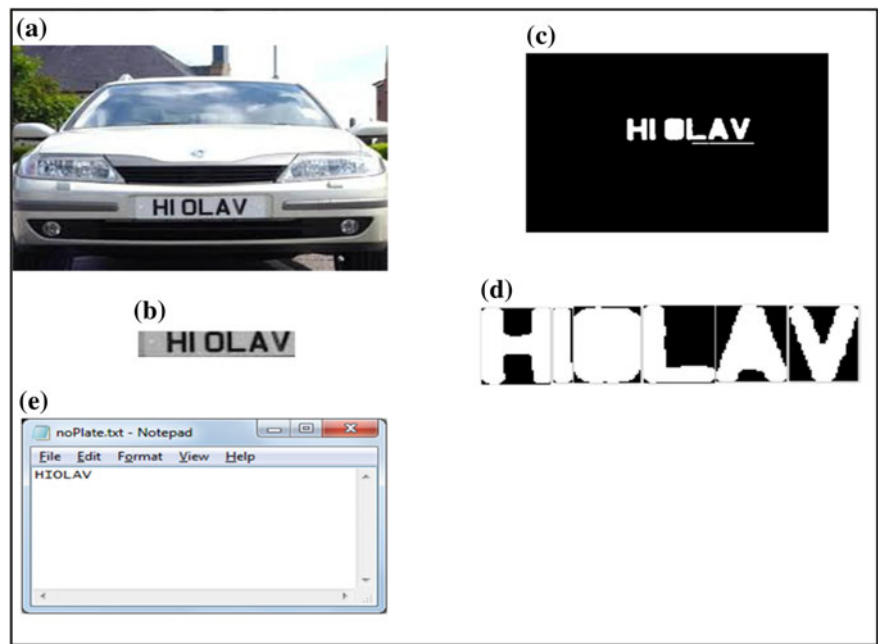 (a)
HI OLAV
(b)
HI OLAV
(c)
HI OLAV
(d)
HIOLAV
(e)
noPlate.txt - Notepad
File Edit Format View Help
HIOLAV